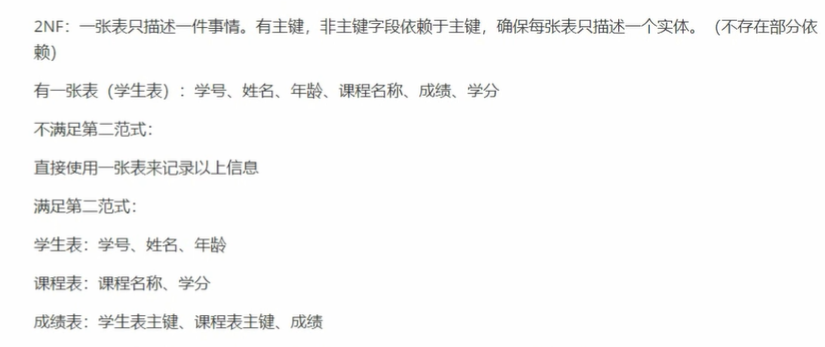 2NF：一张表只描述一件事情。有主键，非主键字段依赖于主键，确保每张表只描述一个实体。（不存在部分依
赖）
有一张表（学生表）：学号、姓名、年龄、课程名称、成绩、学分
不满足第二范式：
直接使用一张表来记录以上信息
满足第二范式：
学生表：学号、姓名、年龄
课程表：课程名称、学分
成绩表：学生表主键、课程表主键、成绩